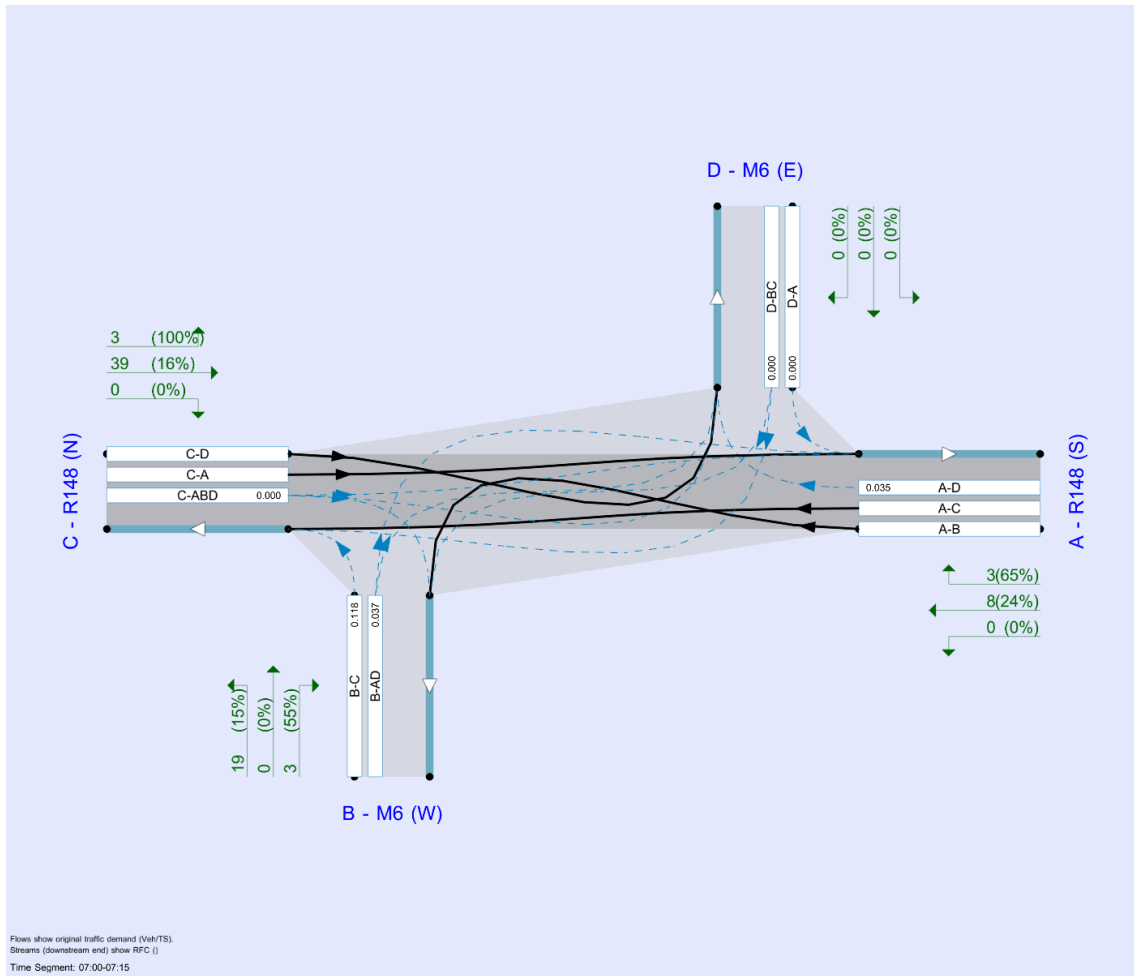 D - M6 (E)
0 (0%)
0 (0%)
0 (0%)
D-BC
D-A
0.000
0.000
3 (100%)
39 (16%)
0 (0%)
C - R148 (N)
C-D
C-A
C-ABD 0.000
A - R148 (S)
0.035 A-D
A-C
A-B
3(65%)
8(24%)
0 (0%)
0.118
0.037
B-C
B-AD
19 (15%)
0 (0%)
3 (55%)
B - M6 (W)
Flows show original traffic demand (Veh/TS).
Streams (downstream end) show RFC ()
Time Segment: 07:00-07:15